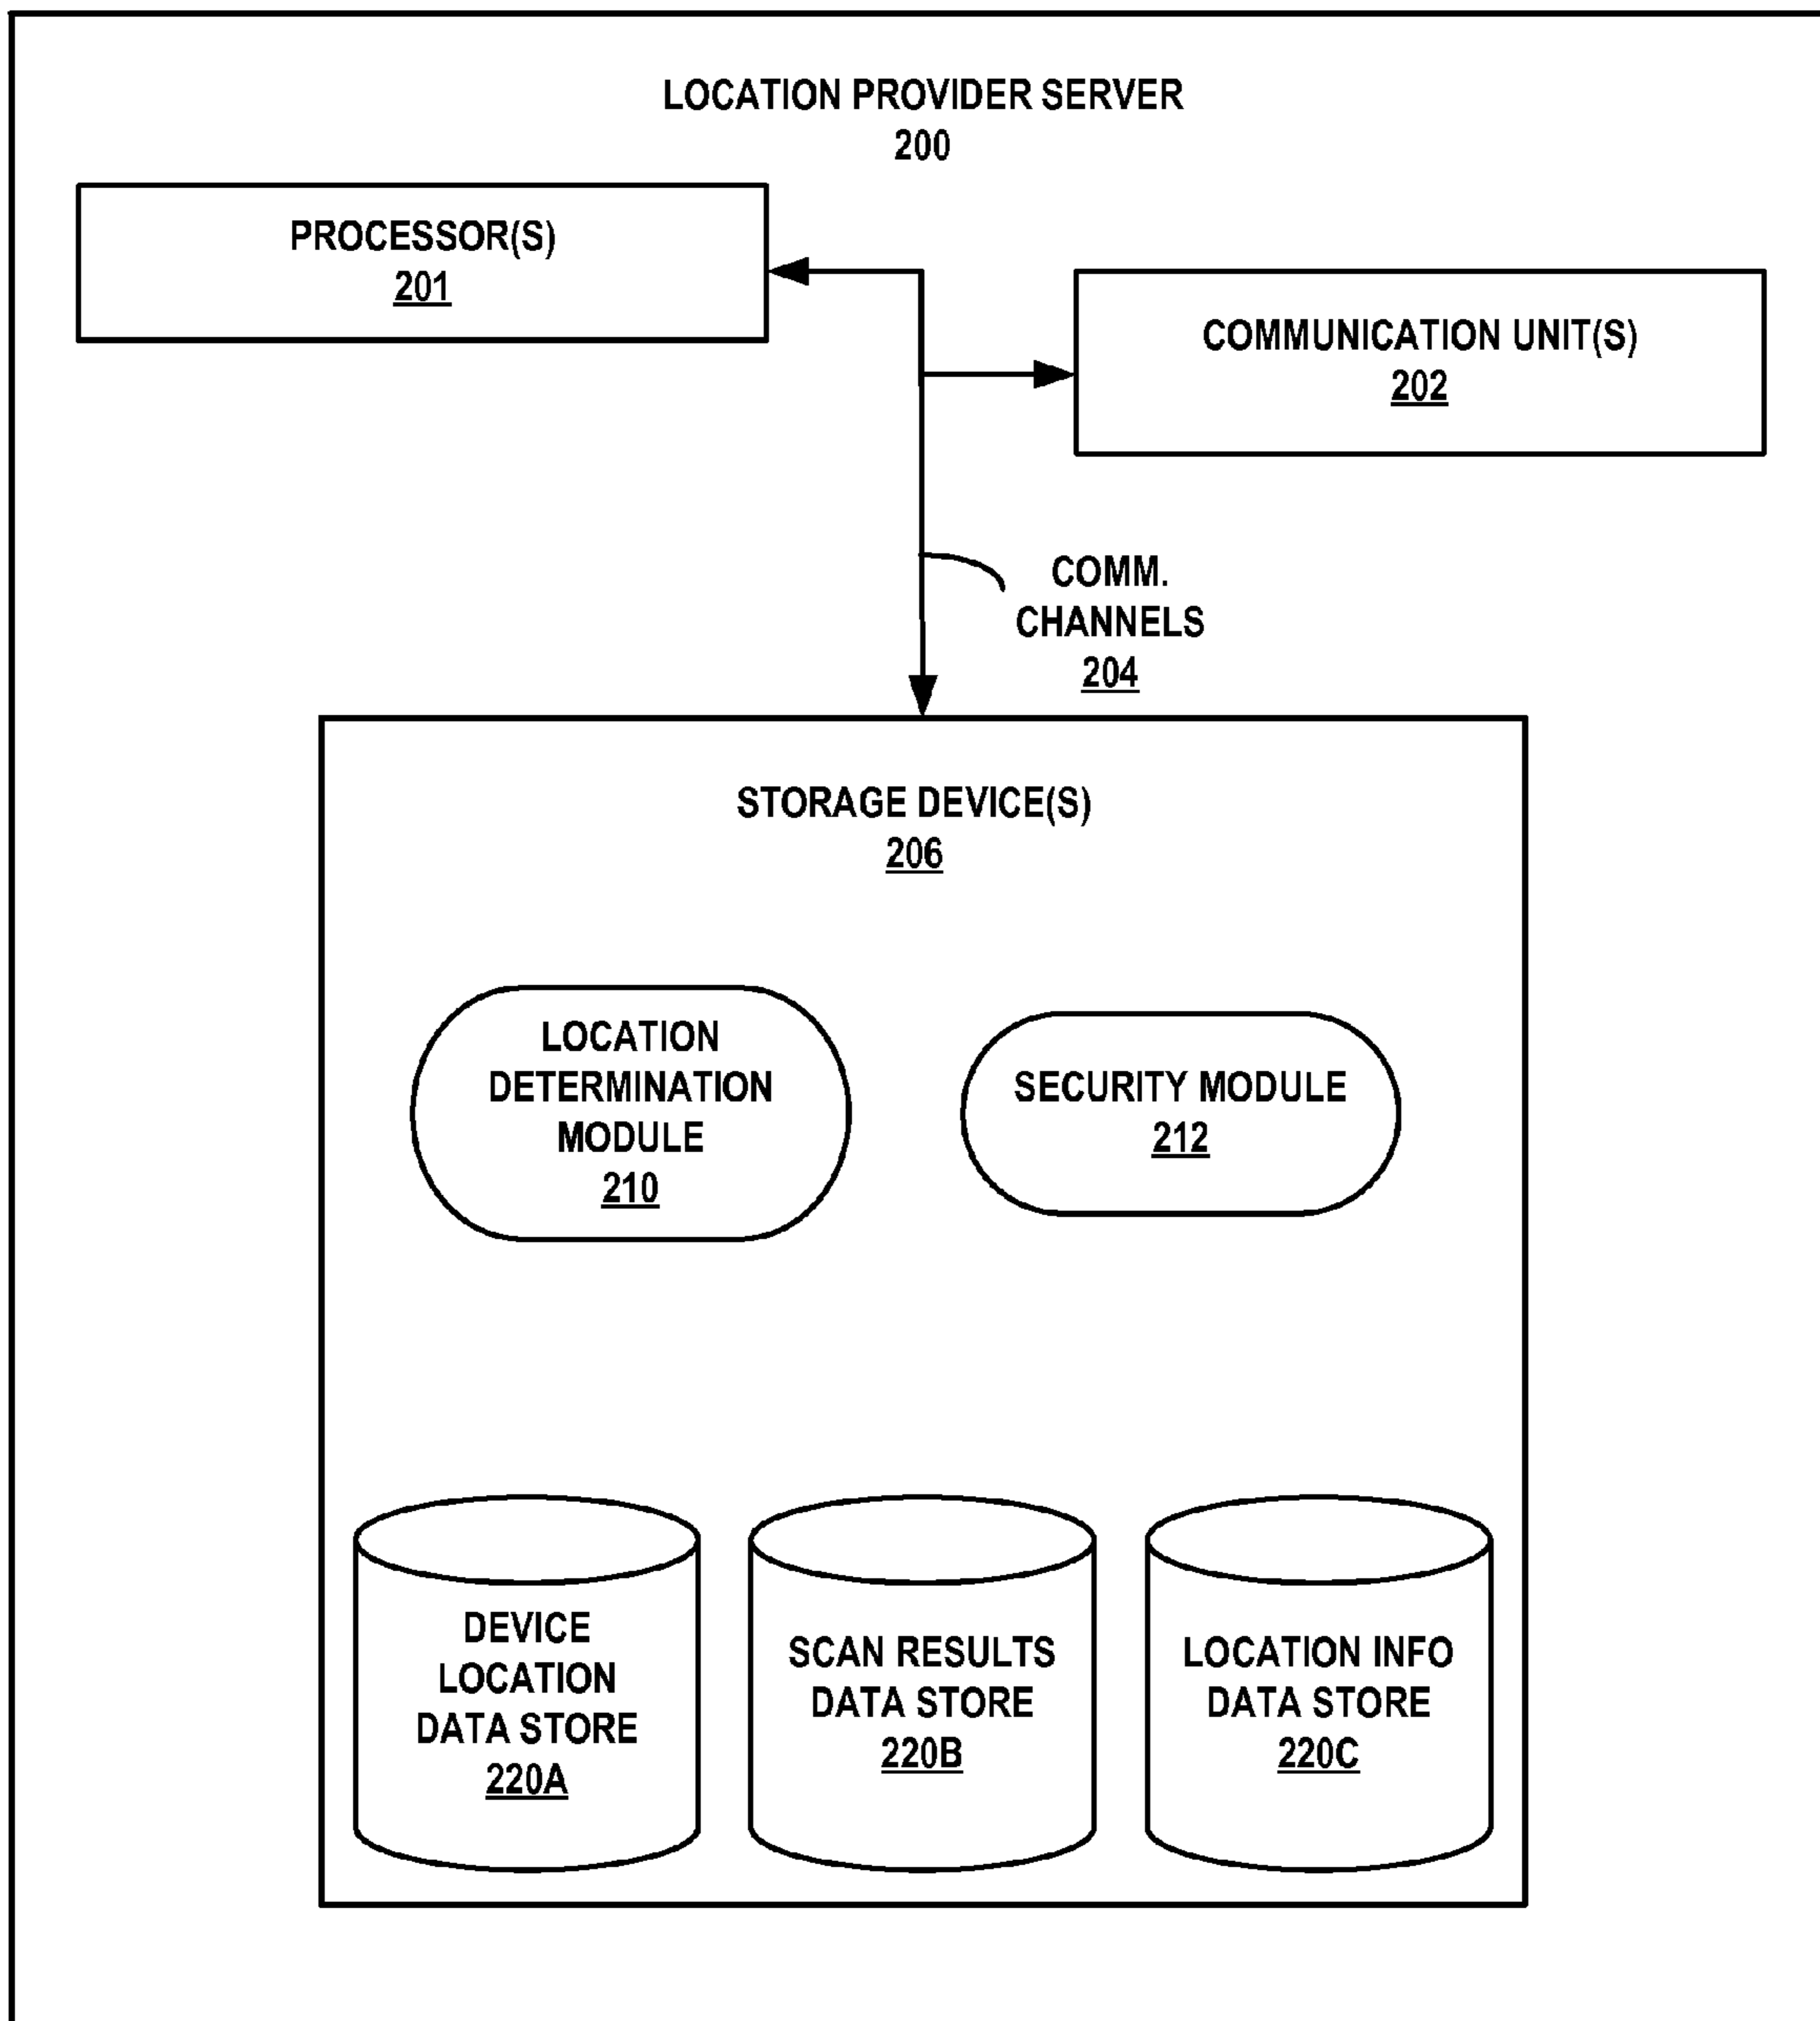 LOCATION PROVIDER SERVER
200
PROCESSOR(S)
201
COMMUNICATION UNIT(S)
202
COMM.
CHANNELS
204
STORAGE DEVICE(S)
206
LOCATION
DETERMINATION
MODULE
210
SECURITY MODULE
212
DEVICE
LOCATION
DATA STORE
220A
SCAN RESULTS
DATA STORE
220B
LOCATION INFO
DATA STORE
220C